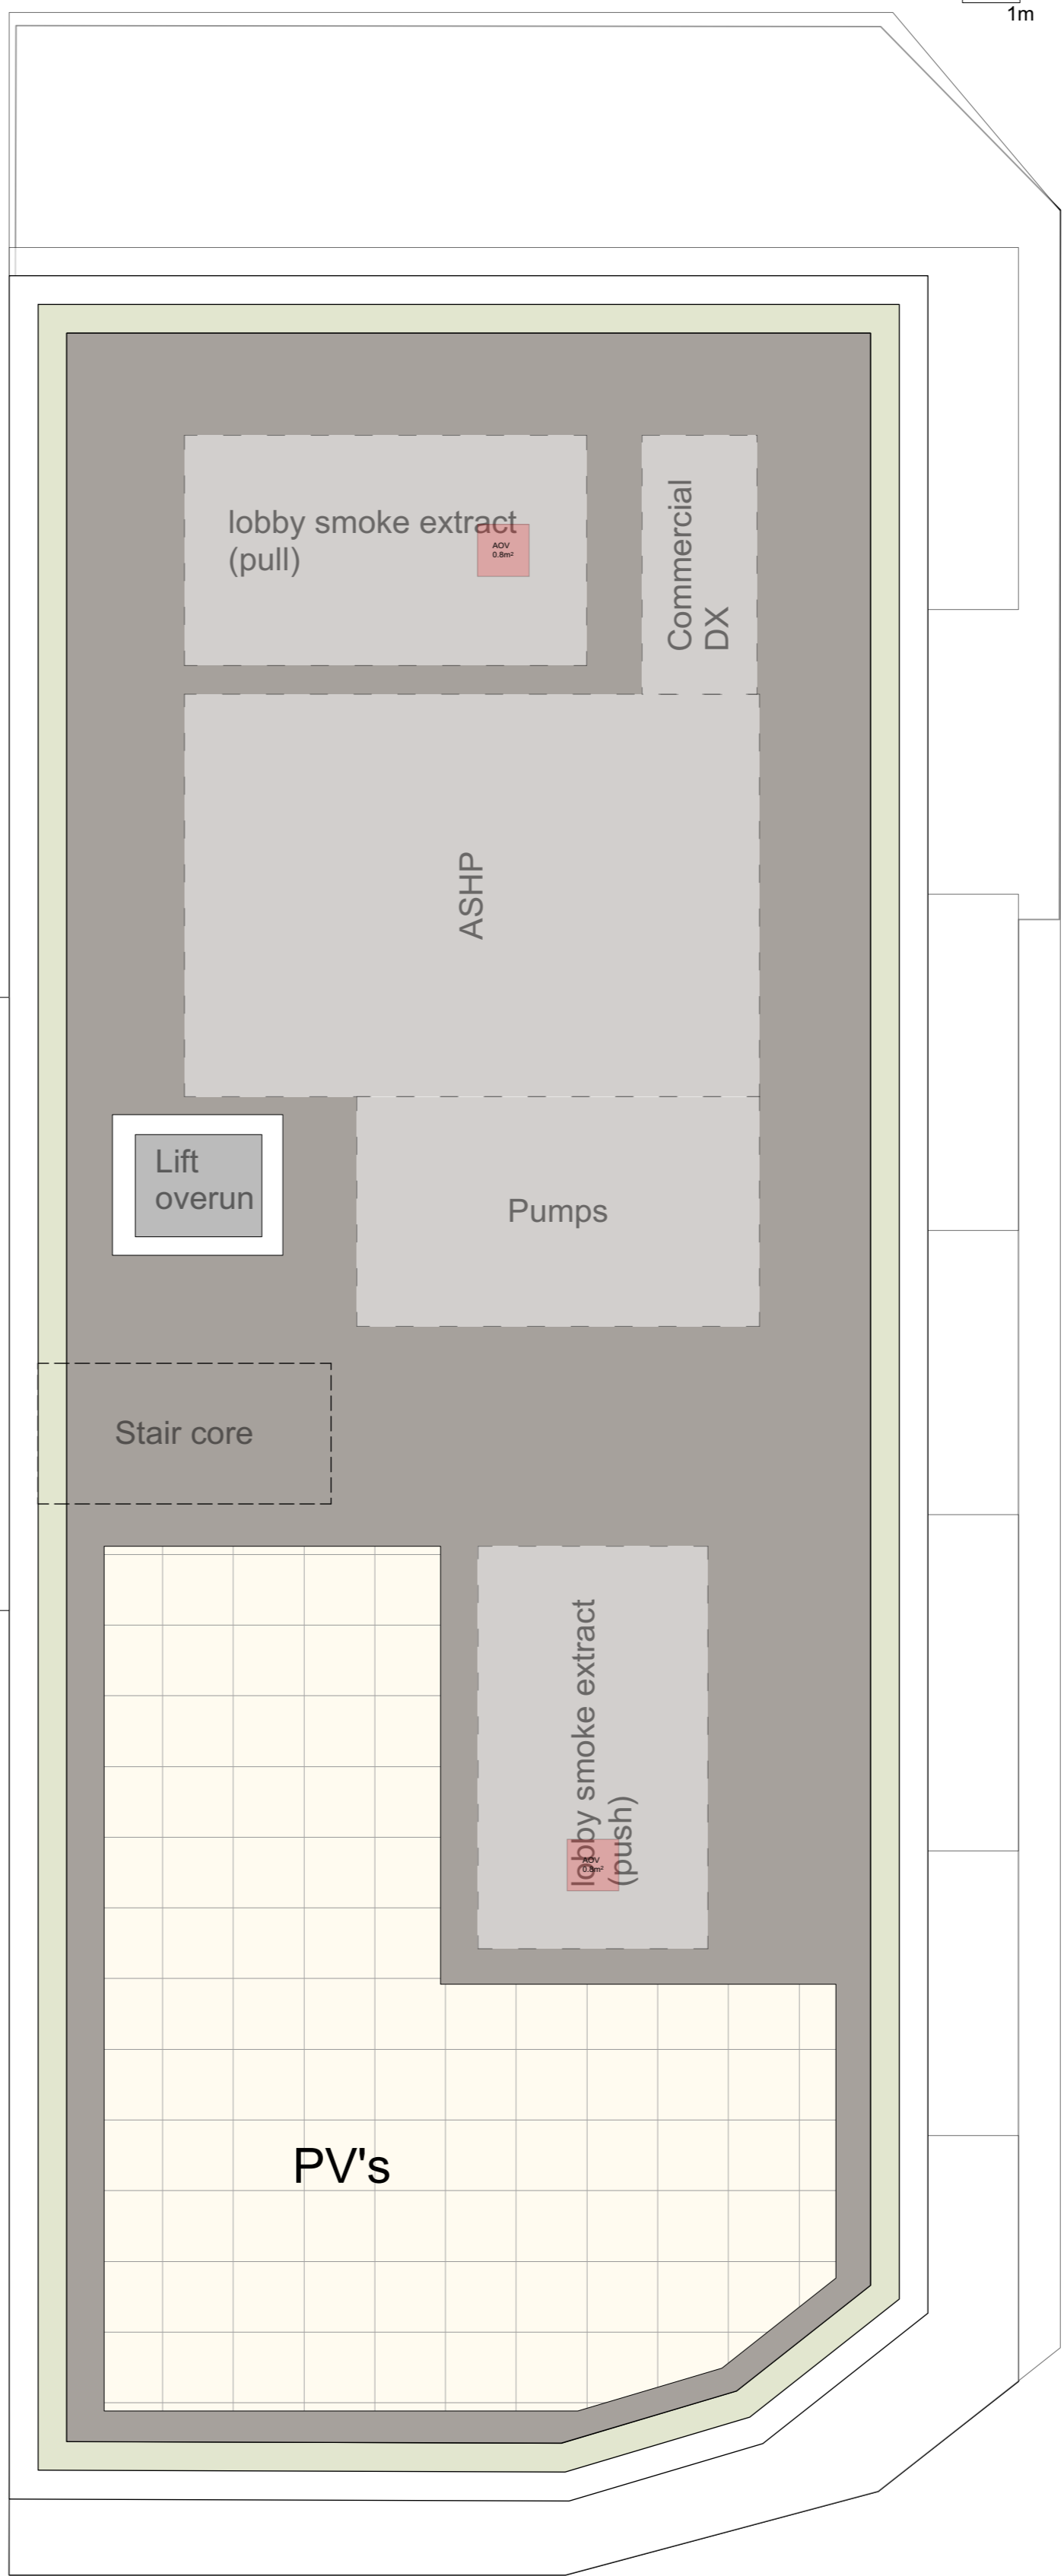 1m
lobby smoke extract
(pull)
AOV
0.8m²
Commercial
DX
ASHP
Lift
overun
Pumps
Stair core
lobby smoke extract
(push)
AOV
0.8m²
PV's